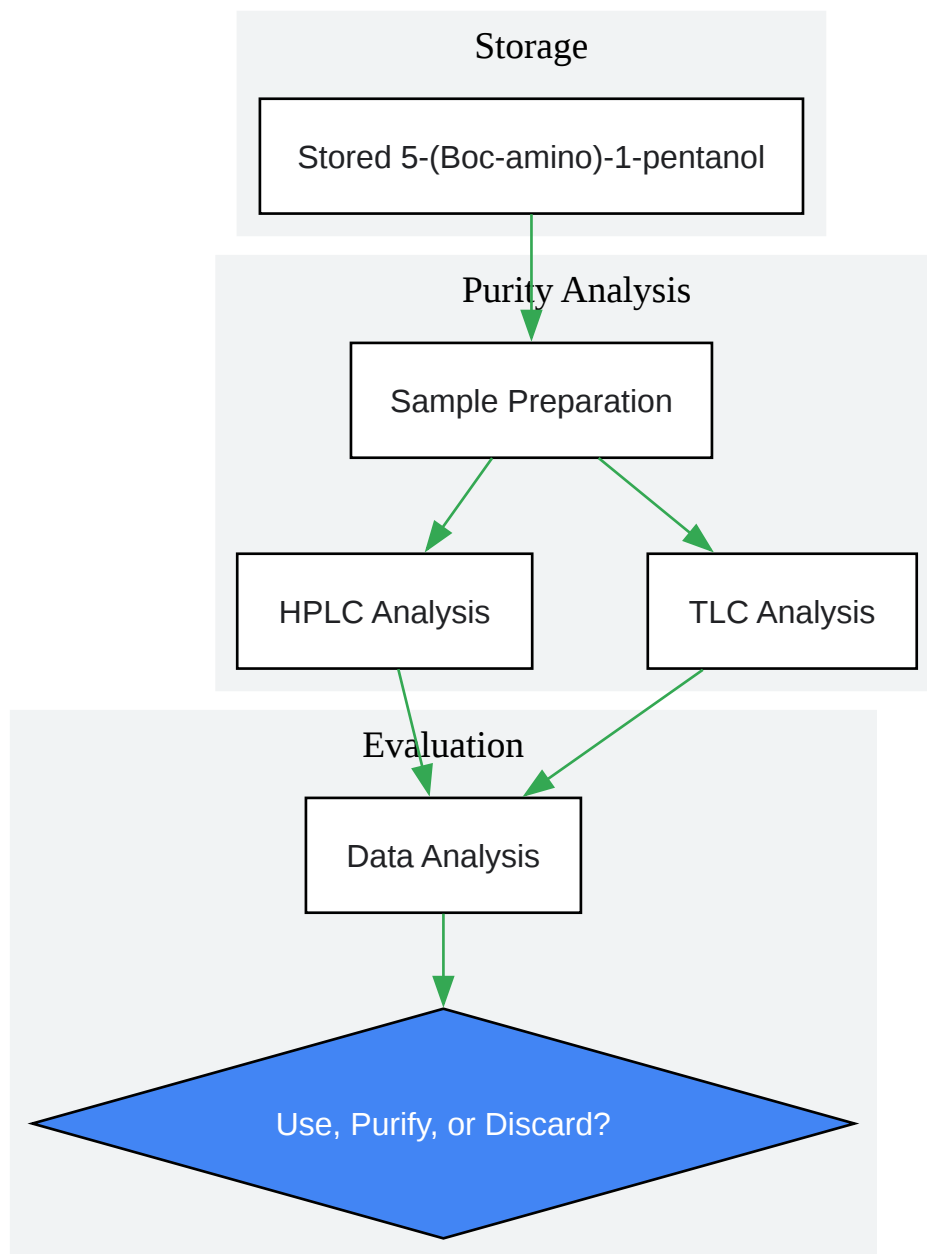 Storage
Stored 5-(Boc-amino)-1-pentanol
Purity Analysis
Sample Preparation
HPLC Analysis
TLC Analysis
Evaluation
Data Analysis
Use, Purify, or Discard?